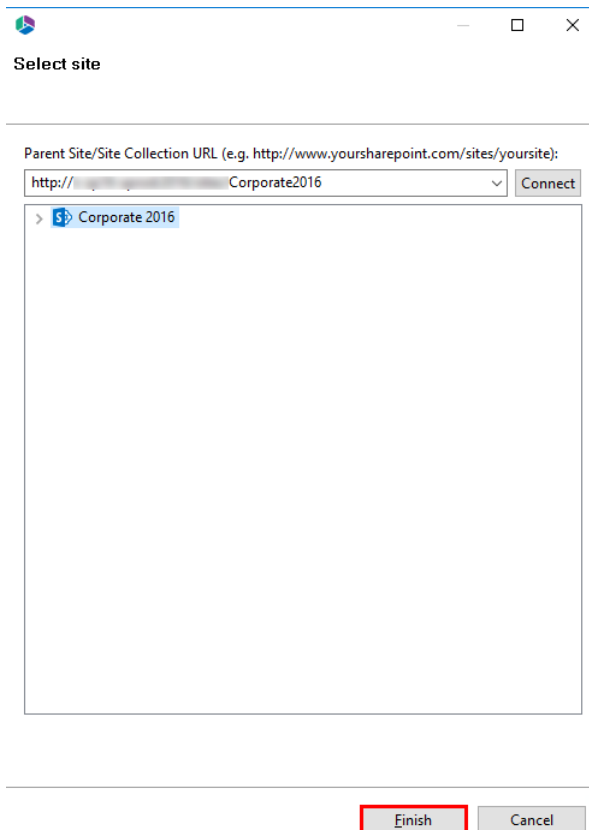 Select site
Parent Site/Site Collection URL (e.g. http://www.yoursharepoint.com/sites/yoursite):
http:// Corporate2016 Connect
Corporate 2016
Finish Cancel